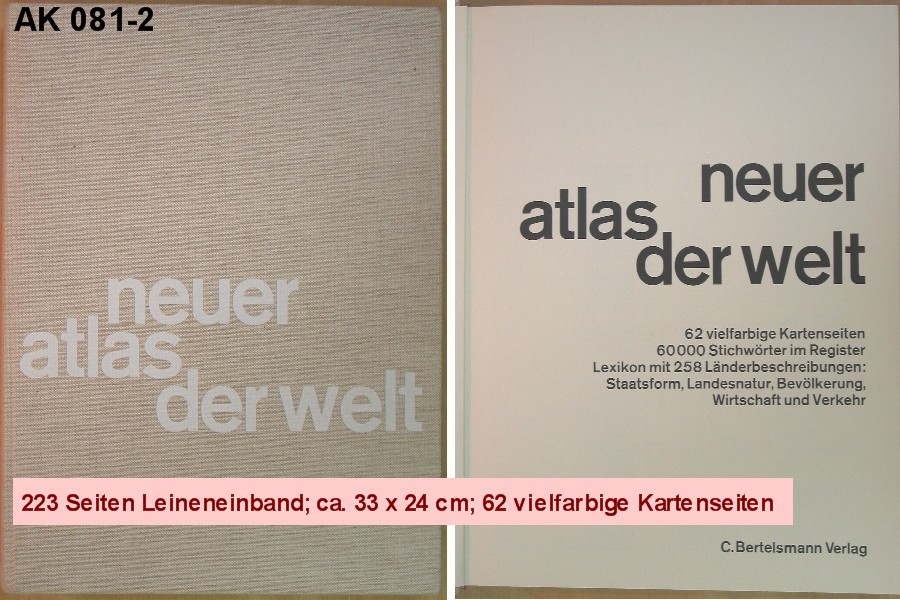 AK 081-2
neuer
atlas
der welt
neuer
atlas
der welt
62 vielfarbige Kartenseiten
60000 Stichwörter im Register
Lexikon mit 258 Länderbeschreibungen:
Staatsform, Landesnatur, Bevölkerung,
Wirtschaft und Verkehr
223 Seiten Leineneinband; ca. 33 x 24 cm; 62 vielfarbige Kartenseiten
C. Bertelsmann Verlag